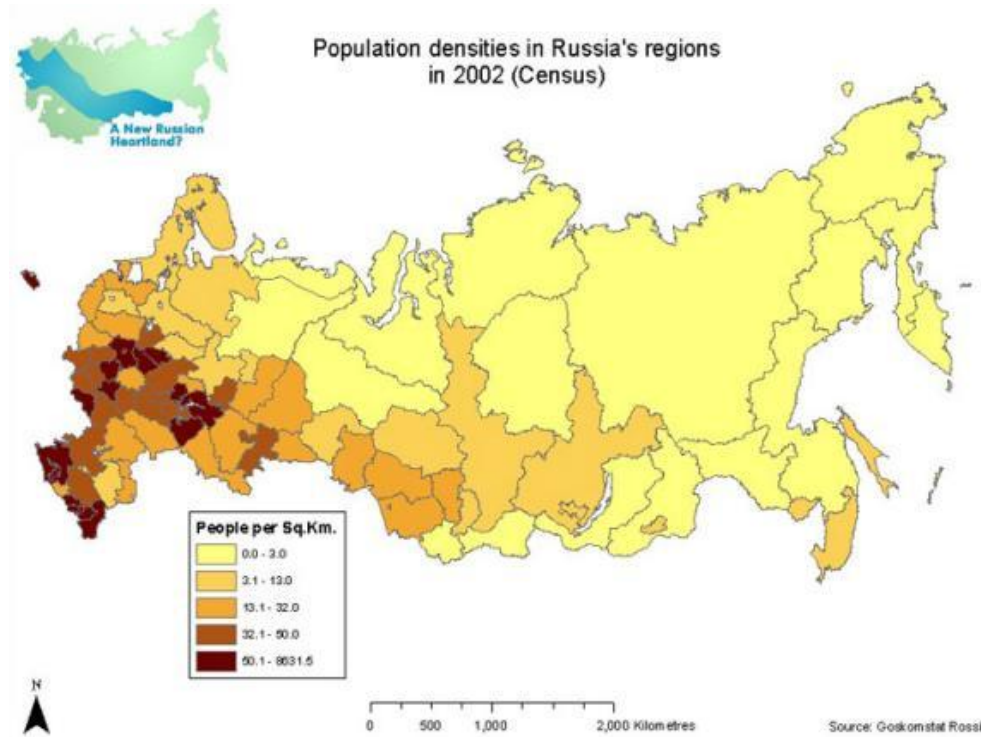 Population densities in Russia's regions
in 2002 (Census)
A New Russian
Heartland?
People per Sq.Km.
0.0 - 3.0
3.1 - 13.0
13.1 - 32.0
32.1 - 50.0
50.1 - 8631.5
N
0 500 1,000 2,000 Kilometres
Source: Goskomstat Rossi